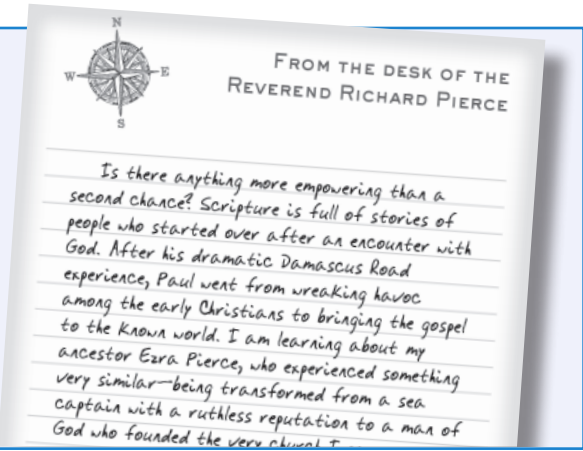 N
W E
S
FROM THE DESK OF THE
REVEREND RICHARD PIERCE
Is there anything more empowering than a
second chance? Scripture is full of stories of
people who started over after an encounter with
God. After his dramatic Damascus Road
experience, Paul went from wreaking havoc
among the early Christians to bringing the gospel
to the known world. I am learning about my
ancestor Ezra Pierce, who experienced something
very similar—being transformed from a sea
captain with a ruthless reputation to a man of
God who founded the very church I